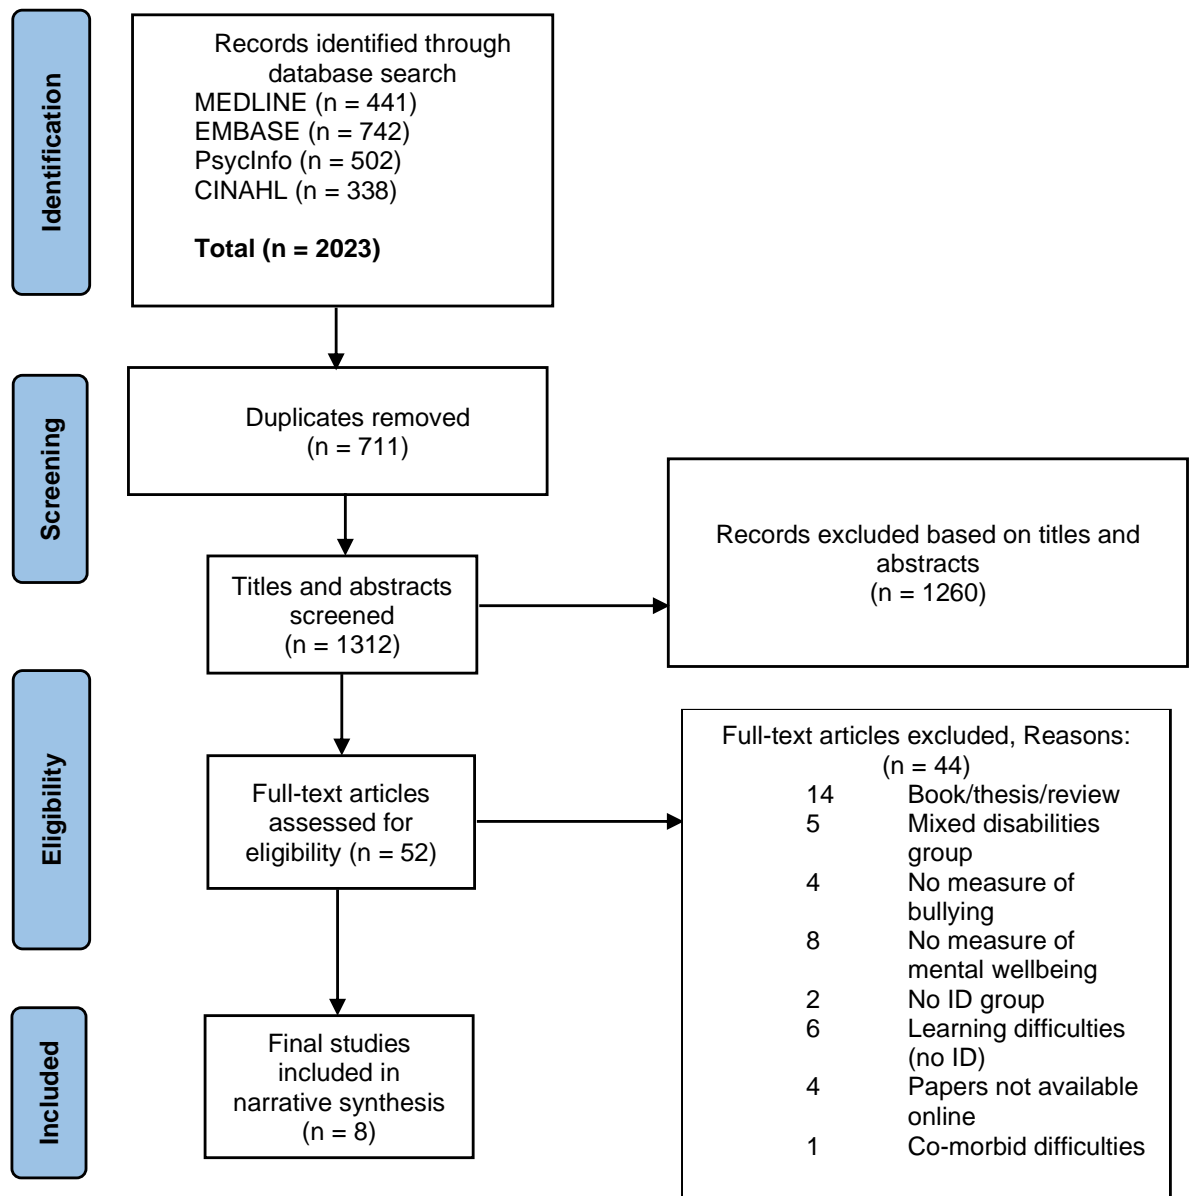 Identification
Records identified through
database search
MEDLINE (n = 441)
EMBASE (n = 742)
PsycInfo (n = 502)
CINAHL (n = 338)
Total (n = 2023)
Screening
Duplicates removed
(n = 711)
Titles and abstracts
screened
(n = 1312)
Records excluded based on titles and
abstracts
(n = 1260)
Eligibility
Full-text articles
assessed for
eligibility (n = 52)
Full-text articles excluded, Reasons:
(n = 44)
14 Book/thesis/review
5 Mixed disabilities
group
4 No measure of
bullying
8 No measure of
mental wellbeing
2 No ID group
6 Learning difficulties
(no ID)
4 Papers not available
online
1 Co-morbid difficulties
Included
Final studies
included in
narrative synthesis
(n = 8)